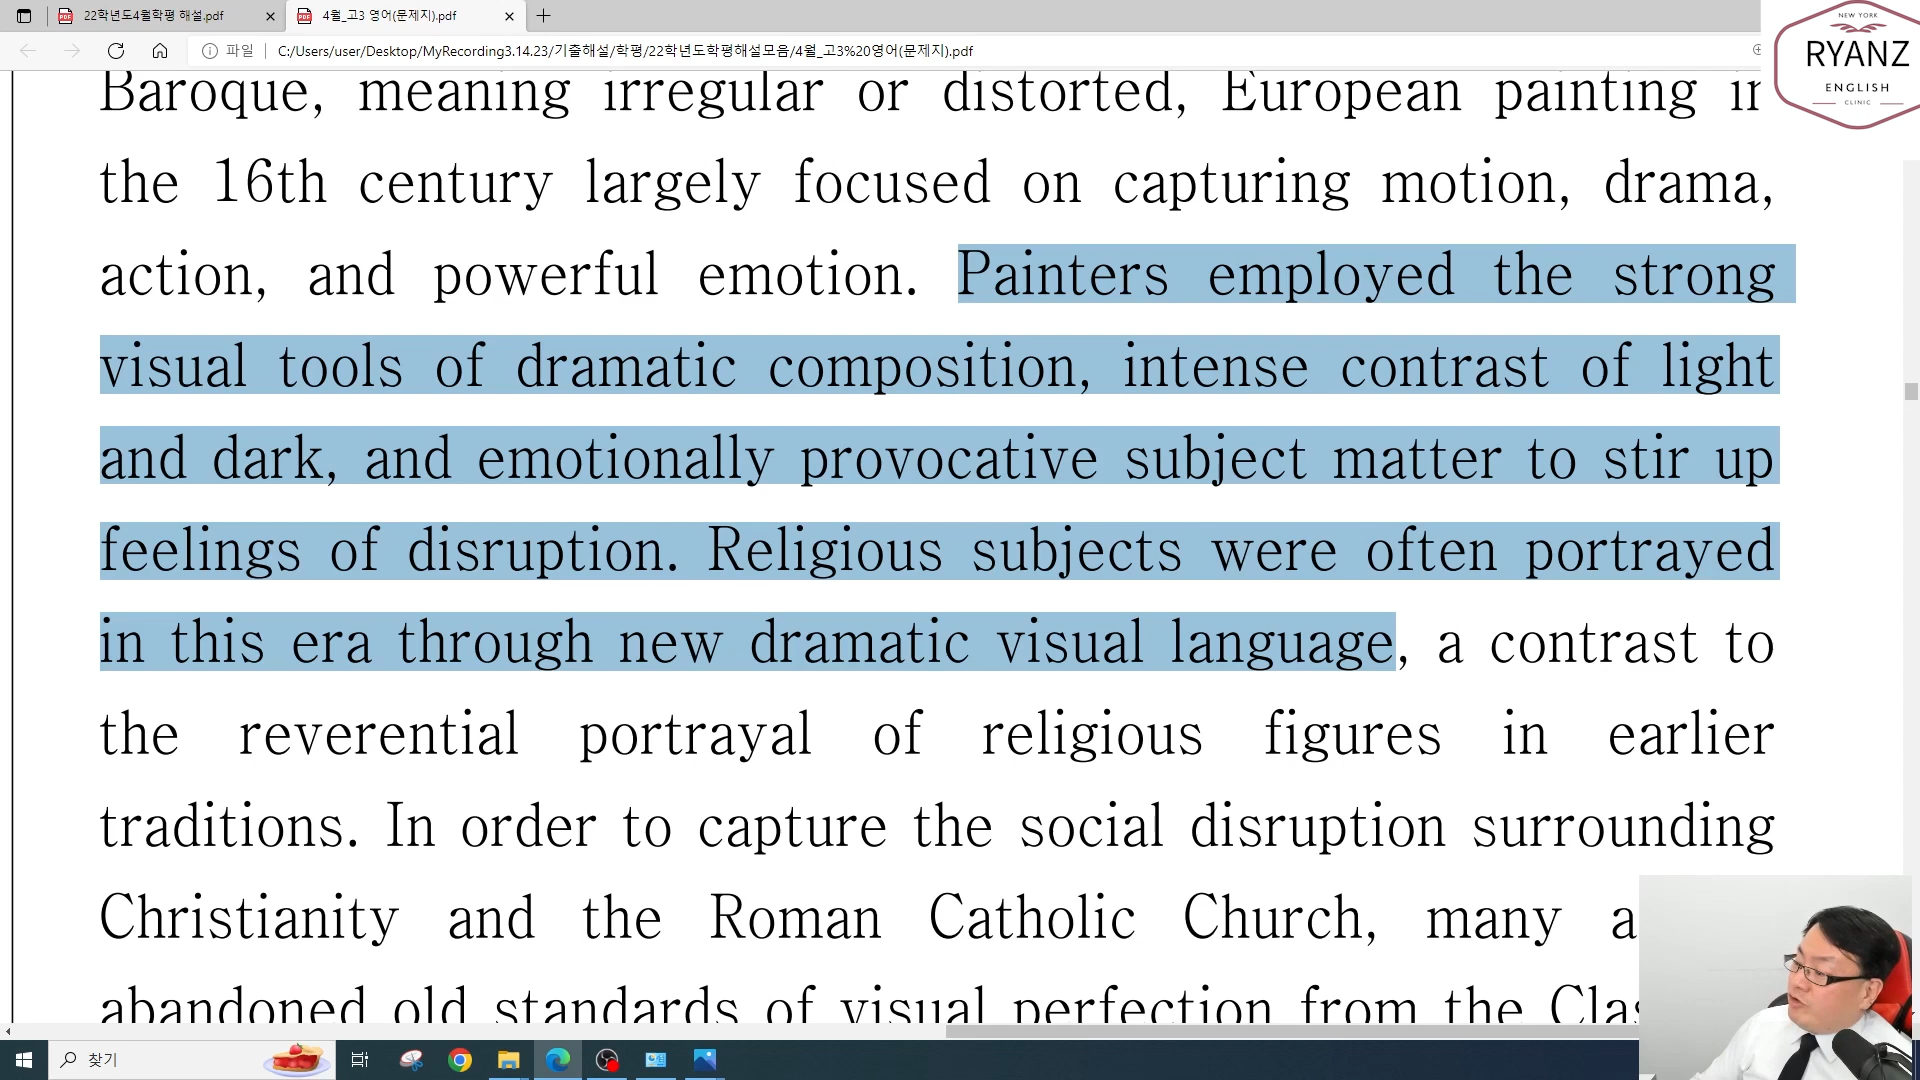 22학년도4월학평 해설.pdf
4월_고3 영어(문제지).pdf
파일
C:/Users/user/Desktop/MyRecording3.14.23/기출해설/학평/22학년도학평해설모음/4월_고3%20영어(문제지).pdf
NEW YORK
RYANZ
ENGLISH
CLINIC
Baroque, meaning irregular or distorted, European painting in
the 16th century largely focused on capturing motion, drama,
action, and powerful emotion. Painters employed the strong
visual tools of dramatic composition, intense contrast of light
and dark, and emotionally provocative subject matter to stir up
feelings of disruption. Religious subjects were often portrayed
in this era through new dramatic visual language, a contrast to
the reverential portrayal of religious figures in earlier
traditions. In order to capture the social disruption surrounding
Christianity and the Roman Catholic Church, many
abandoned old standards of visual perfection from the
찾기